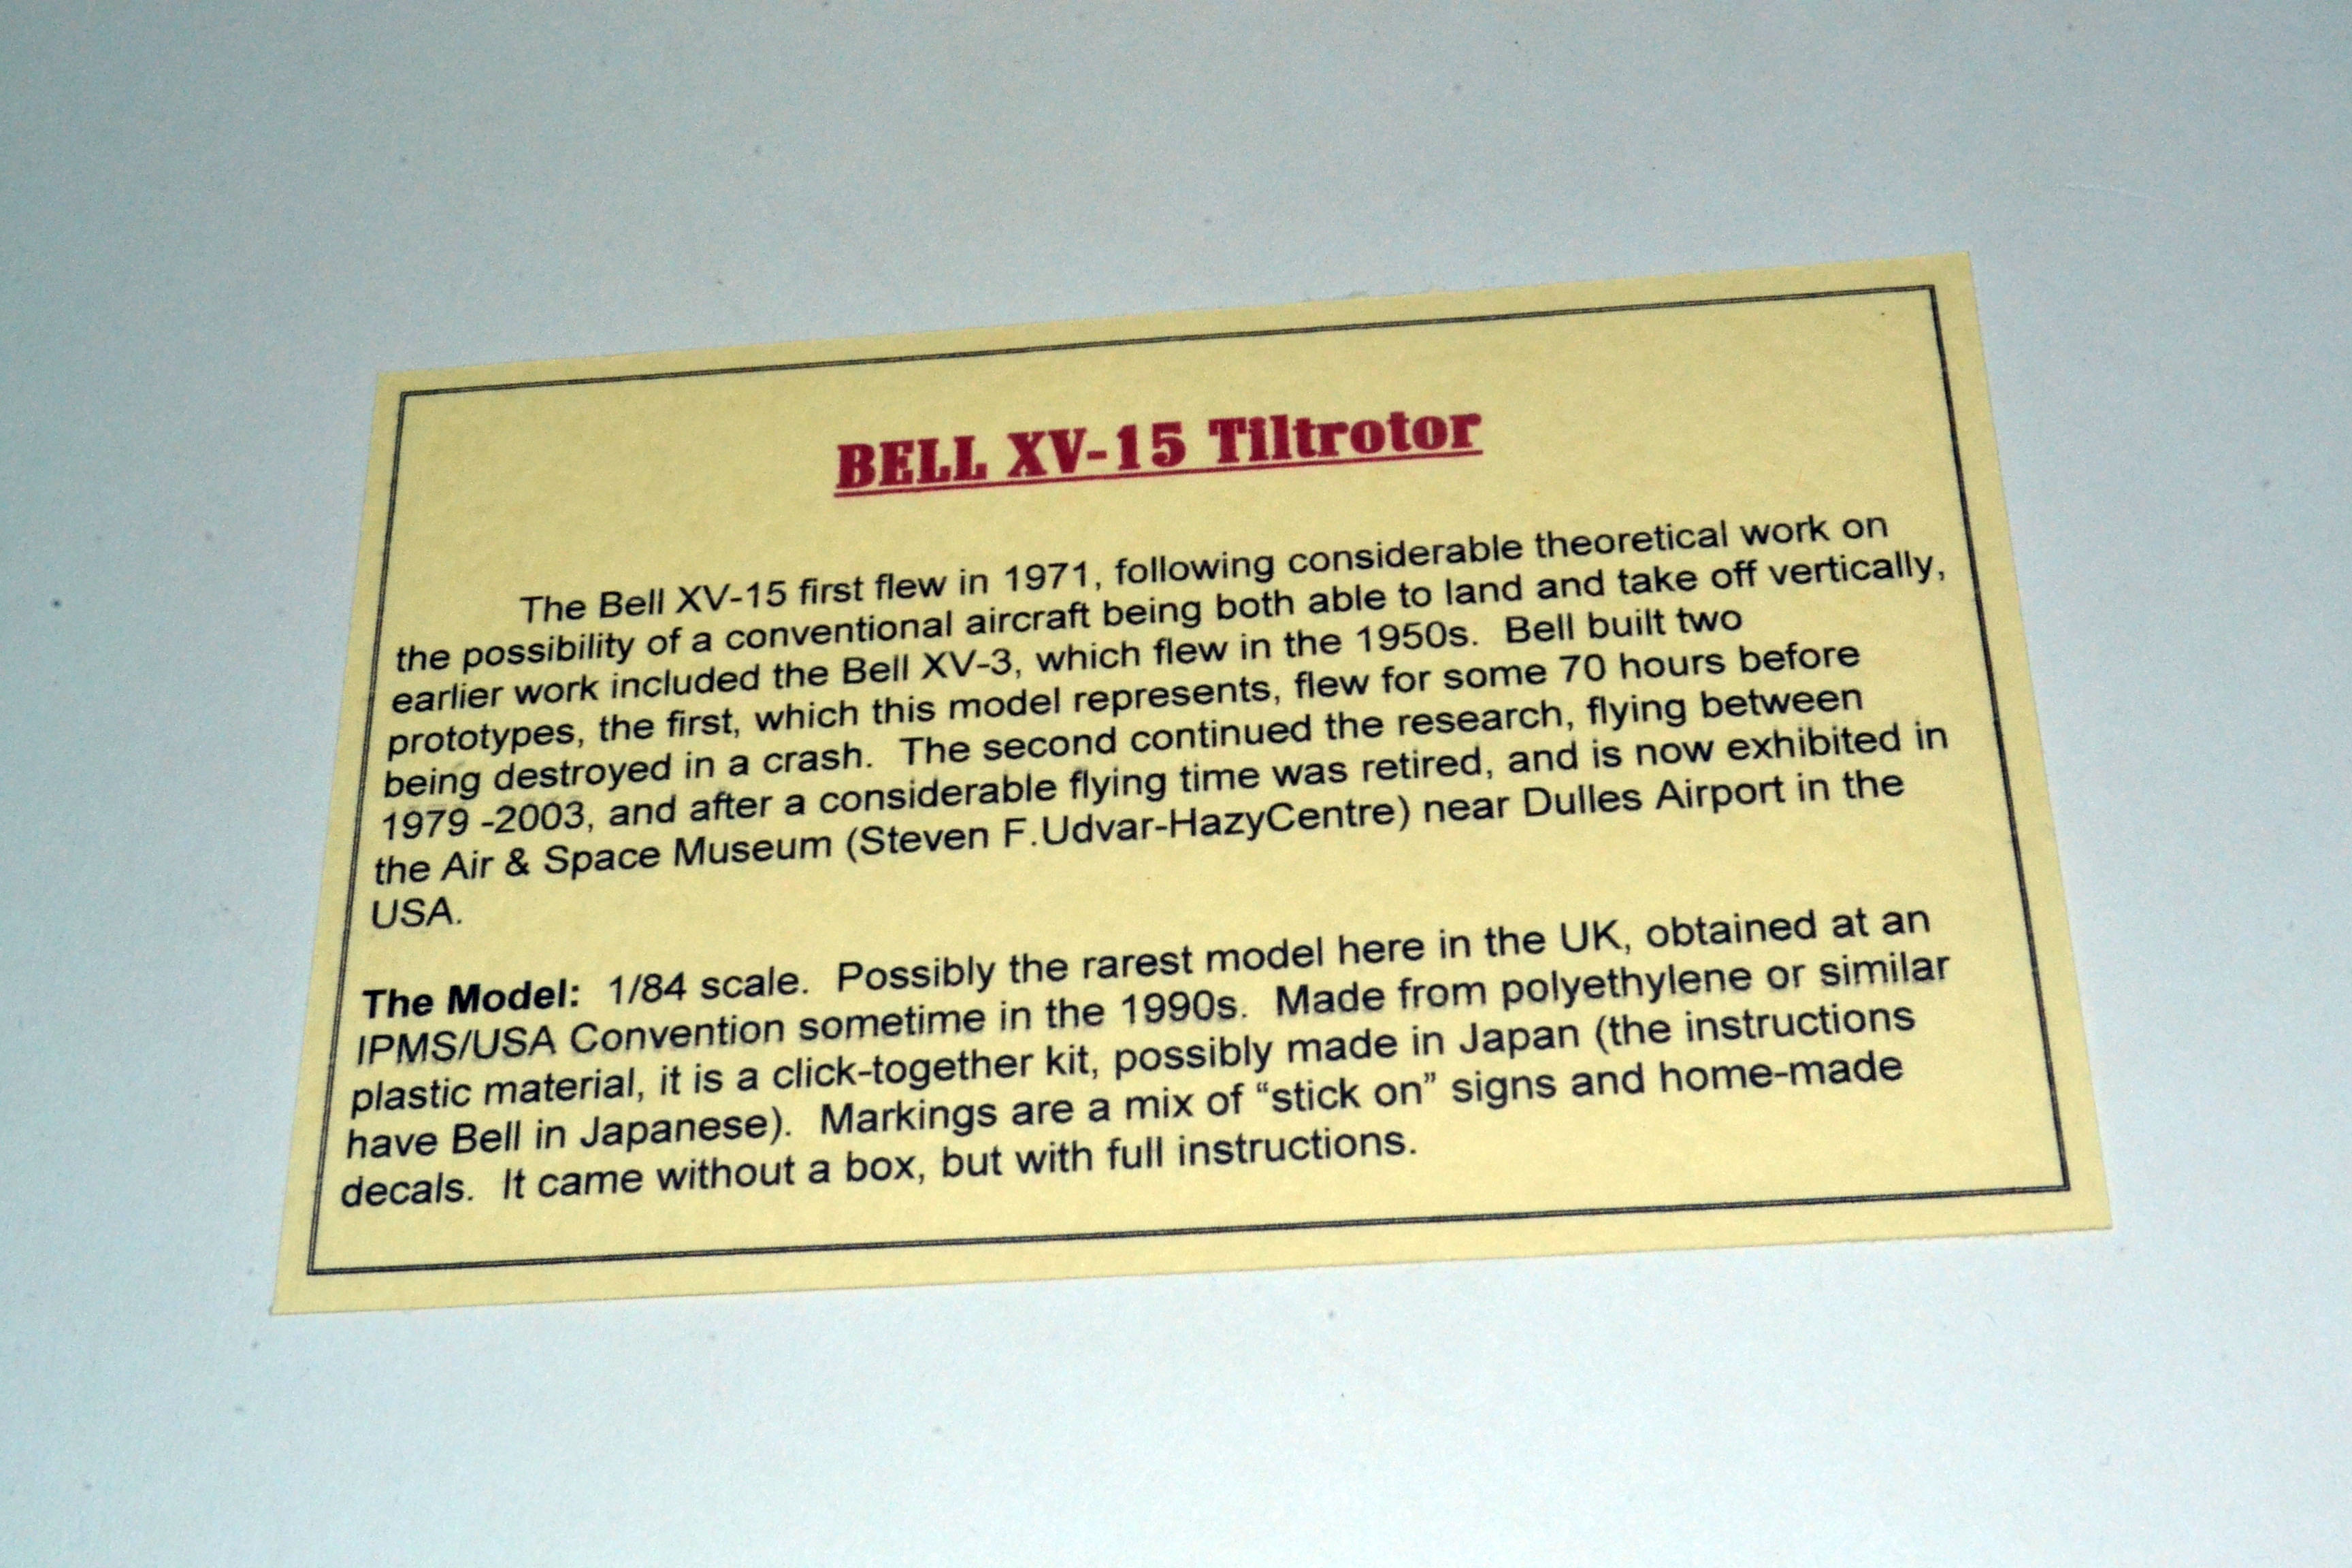 BELL XV-15 Tiltrotor
The Bell XV-15 first flew in 1971, following considerable theoretical work on
the possibility of a conventional aircraft being both able to land and take off vertically,
earlier work included the Bell XV-3, which flew in the 1950s. Bell built two
prototypes, the first, which this model represents, flew for some 70 hours before
being destroyed in a crash. The second continued the research, flying between
1979 -2003, and after a considerable flying time was retired, and is now exhibited in
the Air & Space Museum (Steven F.Udvar-HazyCentre) near Dulles Airport in the
USA.
The Model: 1/84 scale. Possibly the rarest model here in the UK, obtained at an
IPMS/USA Convention sometime in the 1990s. Made from polyethylene or similar
plastic material, it is a click-together kit, possibly made in Japan (the instructions
have Bell in Japanese). Markings are a mix of “stick on” signs and home-made
decals. It came without a box, but with full instructions.